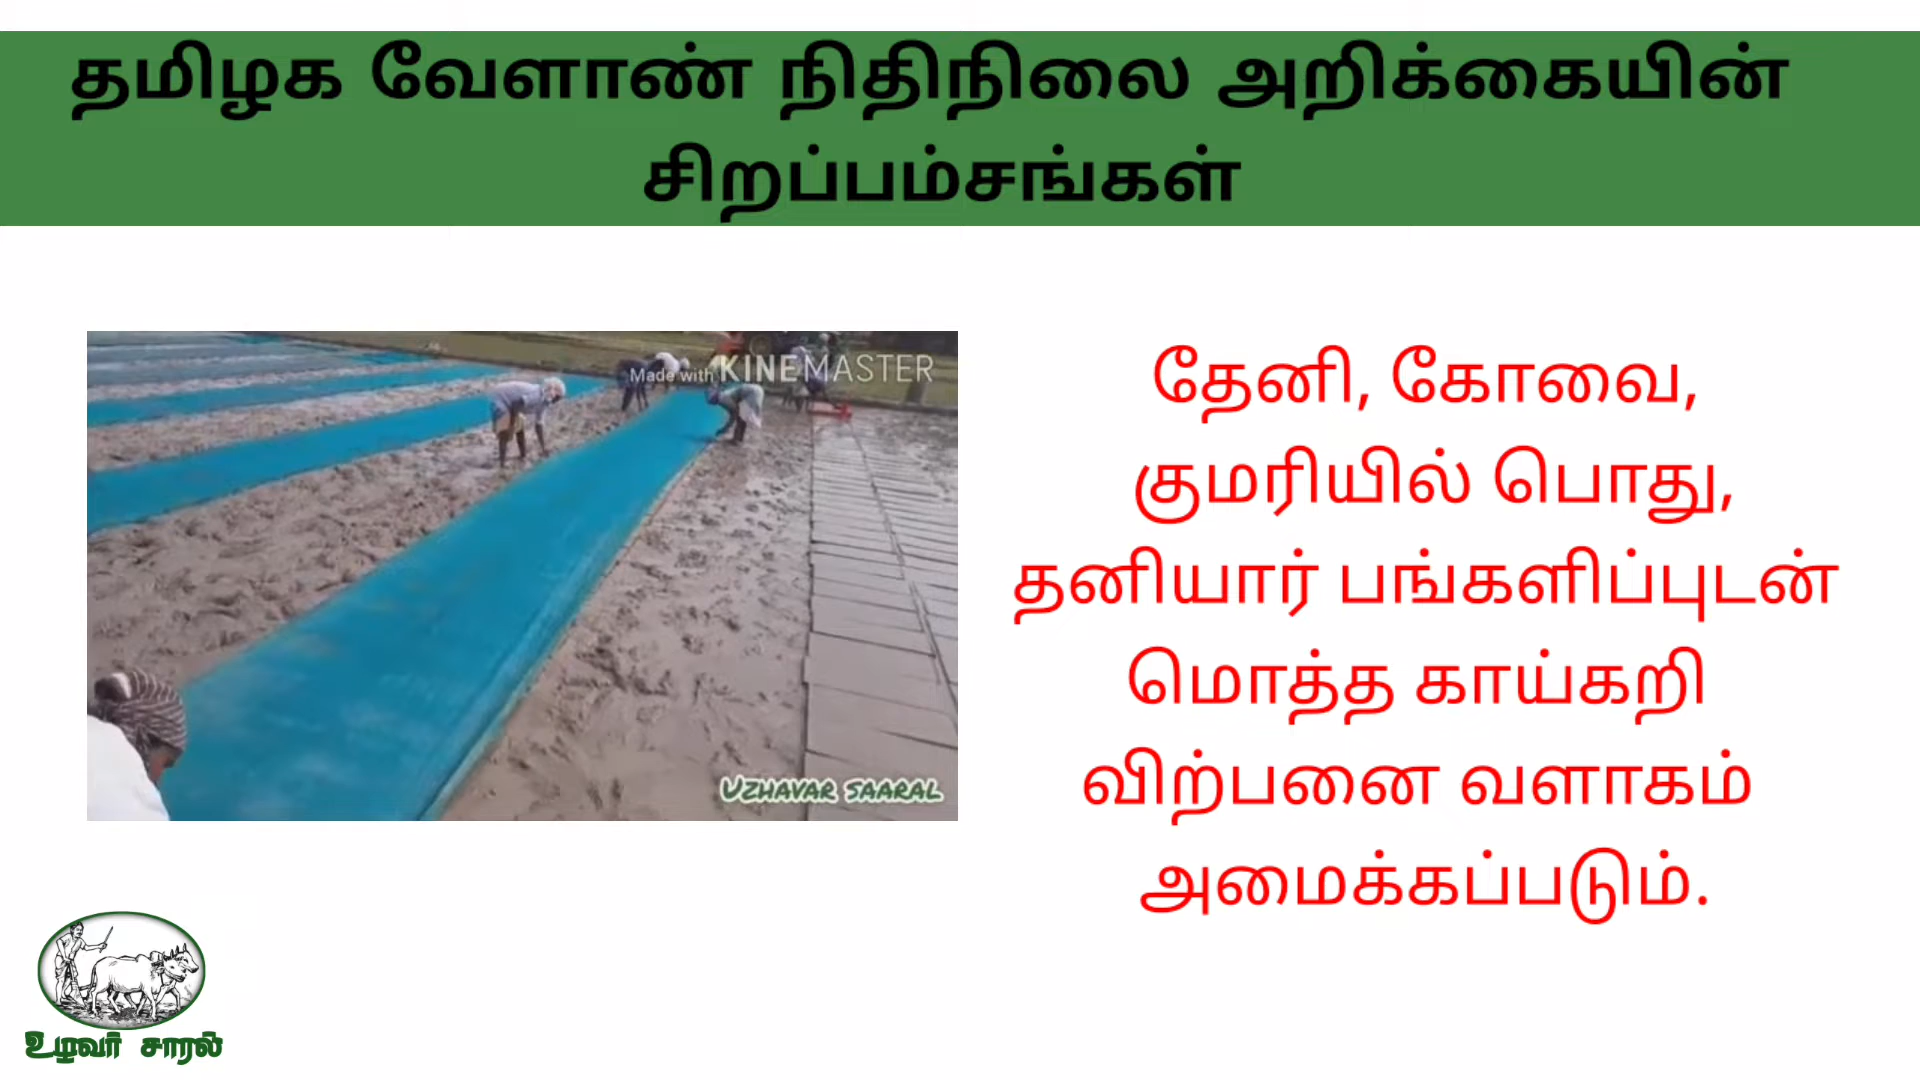 தமிழக வேளாண் நிதிநிலை அறிக்கையின்
சிறப்பம்சங்கள்
Made with KINEMASTER
UZHAVAR SAARAL
தேனி, கோவை,
குமரியில் பொது,
தனியார் பங்களிப்புடன்
மொத்த காய்கறி
விற்பனை வளாகம்
அமைக்கப்படும்.
உழவர் சாரல்